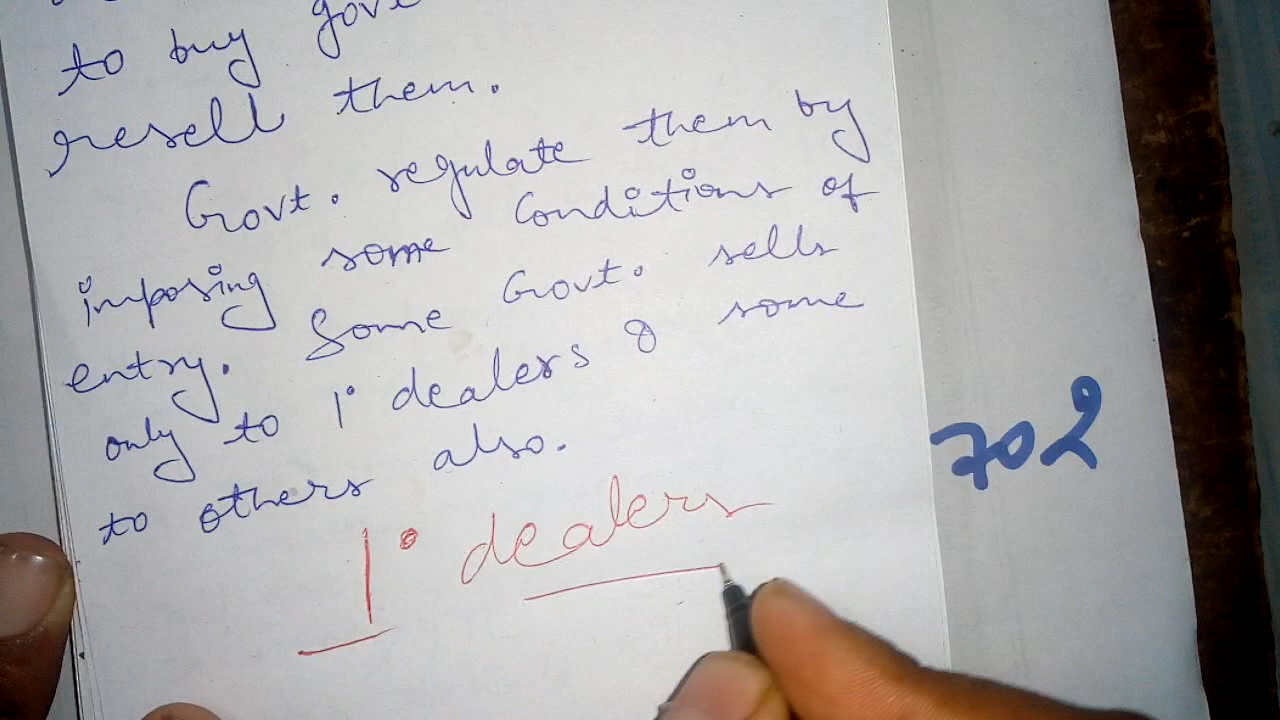 to buy govt
resell them.
Govt. regulate them by
imposing some conditions of
entry. Some Govt. sells
only to 1° dealers & some
to others also.
1° dealers
702